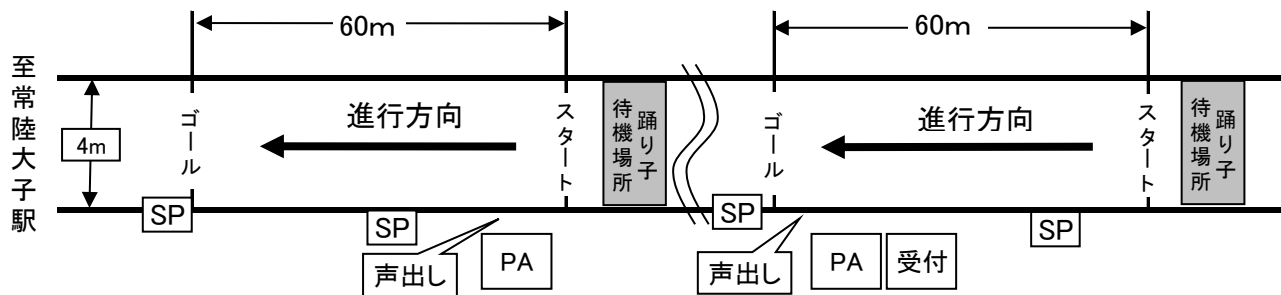 60m
60m
至常陸大子駅
4m
ゴール
進行方向
スタート
踊り子
待機場所
ゴール
進行方向
スタート
踊り子
待機場所
SP
SP
声出し
PA
SP
声出し
PA
受付
SP